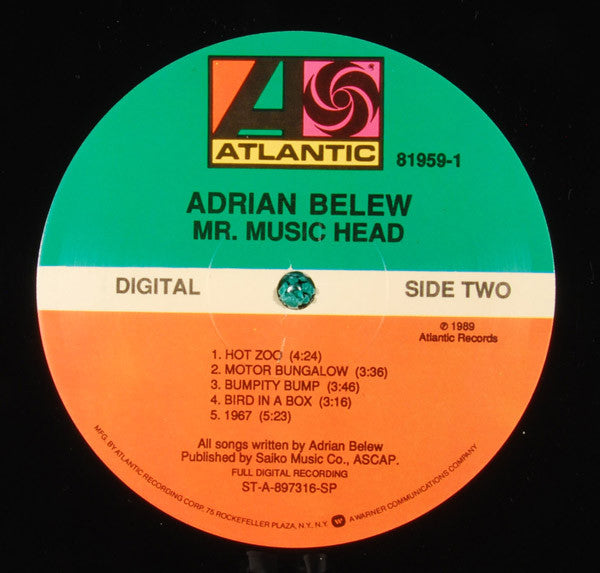 ATLANTIC
81959-1
ADRIAN BELEW
MR. MUSIC HEAD
DIGITAL
SIDE TWO
℗ 1989
Atlantic Records
1. HOT ZOO (4:24)
2. MOTOR BUNGALOW (3:36)
3. BUMPITY BUMP (3:46)
4. BIRD IN A BOX (3:16)
5. 1967 (5:23)
All songs written by Adrian Belew
Published by Saiko Music Co., ASCAP.
FULL DIGITAL RECORDING
ST-A-897316-SP
MFG. BY ATLANTIC RECORDING CORP. 75 ROCKEFELLER PLAZA, N.Y. N.Y. A WARNER COMMUNICATIONS COMPANY